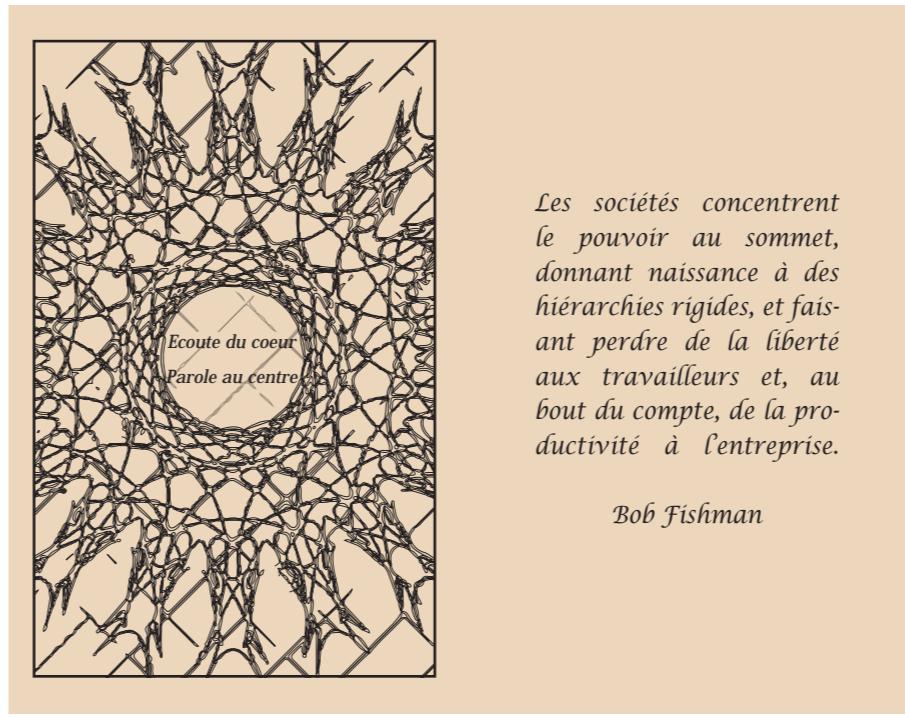 Ecoute du coeur
Parole au centre
Les sociétés concentrent
le pouvoir au sommet,
donnant naissance à des
hiérarchies rigides, et fais-
ant perdre de la liberté
aux travailleurs et, au
bout du compte, de la pro-
ductivité à l'entreprise.
Bob Fishman